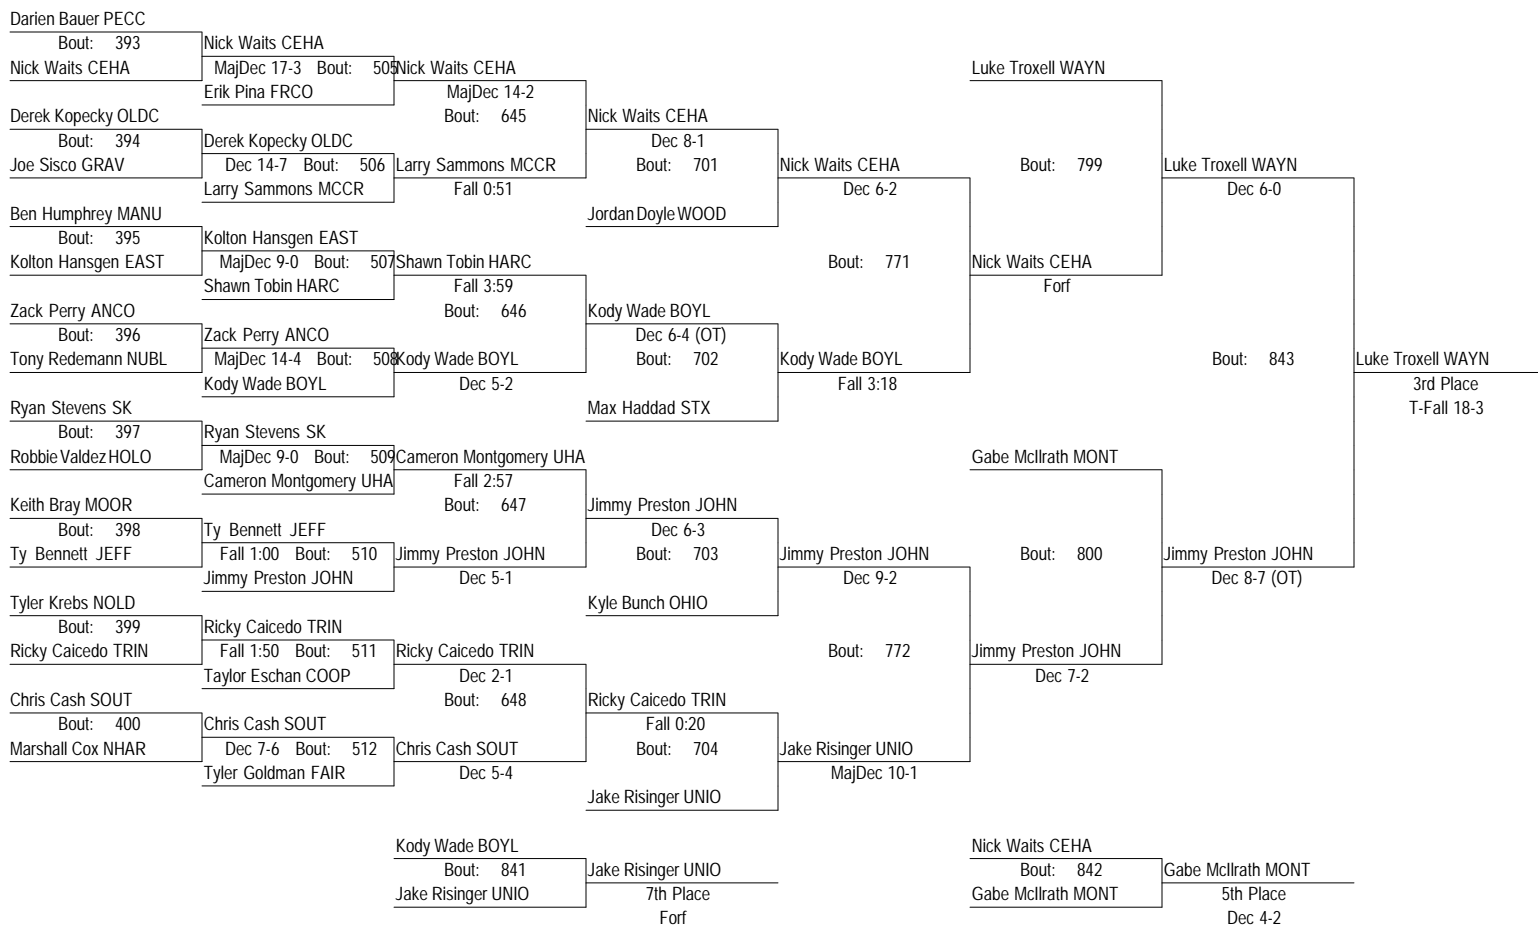 Darien Bauer PECC
Bout: 393
Nick Waits CEHA
Derek Kopecky OLDC
Bout: 394
Joe Sisco GRAV
Ben Humphrey MANU
Bout: 395
Kolton Hansgen EAST
Zack Perry ANCO
Bout: 396
Tony Redemann NUBL
Ryan Stevens SK
Bout: 397
Robbie Valdez HOLO
Keith Bray MOOR
Bout: 398
Ty Bennett JEFF
Tyler Krebs NOLD
Bout: 399
Ricky Caicedo TRIN
Chris Cash SOUT
Bout: 400
Marshall Cox NHAR
Nick Waits CEHA
MajDec 17-3 Bout: 505
Erik Pina FRCO
Derek Kopecky OLDC
Dec 14-7 Bout: 506
Larry Sammons MCCR
Kolton Hansgen EAST
MajDec 9-0 Bout: 507
Shawn Tobin HARC
Zack Perry ANCO
MajDec 14-4 Bout: 508
Kody Wade BOYL
Ryan Stevens SK
MajDec 9-0 Bout: 509
Cameron Montgomery UHA
Ty Bennett JEFF
Fall 1:00 Bout: 510
Jimmy Preston JOHN
Ricky Caicedo TRIN
Fall 1:50 Bout: 511
Taylor Eschan COOP
Chris Cash SOUT
Dec 7-6 Bout: 512
Tyler Goldman FAIR
Nick Waits CEHA
MajDec 14-2
Bout: 645
Larry Sammons MCCR
Fall 0:51
Shawn Tobin HARC
Fall 3:59
Bout: 646
Kody Wade BOYL
Dec 5-2
Cameron Montgomery UHA
Fall 2:57
Bout: 647
Jimmy Preston JOHN
Dec 5-1
Ricky Caicedo TRIN
Dec 2-1
Bout: 648
Chris Cash SOUT
Dec 5-4
Nick Waits CEHA
Dec 8-1
Bout: 701
Jordan Doyle WOOD
Kody Wade BOYL
Dec 6-4 (OT)
Bout: 702
Max Haddad STX
Jimmy Preston JOHN
Dec 6-3
Bout: 703
Kyle Bunch OHIO
Ricky Caicedo TRIN
Fall 0:20
Bout: 704
Jake Risinger UNIO
Nick Waits CEHA
Dec 6-2
Bout: 771
Kody Wade BOYL
Fall 3:18
Jimmy Preston JOHN
Dec 9-2
Bout: 772
Jake Risinger UNIO
MajDec 10-1
Luke Troxell WAYN
Bout: 799
Nick Waits CEHA
Forf
Gabe McIlrath MONT
Bout: 800
Jimmy Preston JOHN
Dec 7-2
Luke Troxell WAYN
Dec 6-0
Bout: 843
Jimmy Preston JOHN
Dec 8-7 (OT)
Luke Troxell WAYN
3rd Place
T-Fall 18-3
Kody Wade BOYL
Bout: 841
Jake Risinger UNIO
Jake Risinger UNIO
7th Place
Forf
Nick Waits CEHA
Bout: 842
Gabe McIlrath MONT
Gabe McIlrath MONT
5th Place
Dec 4-2